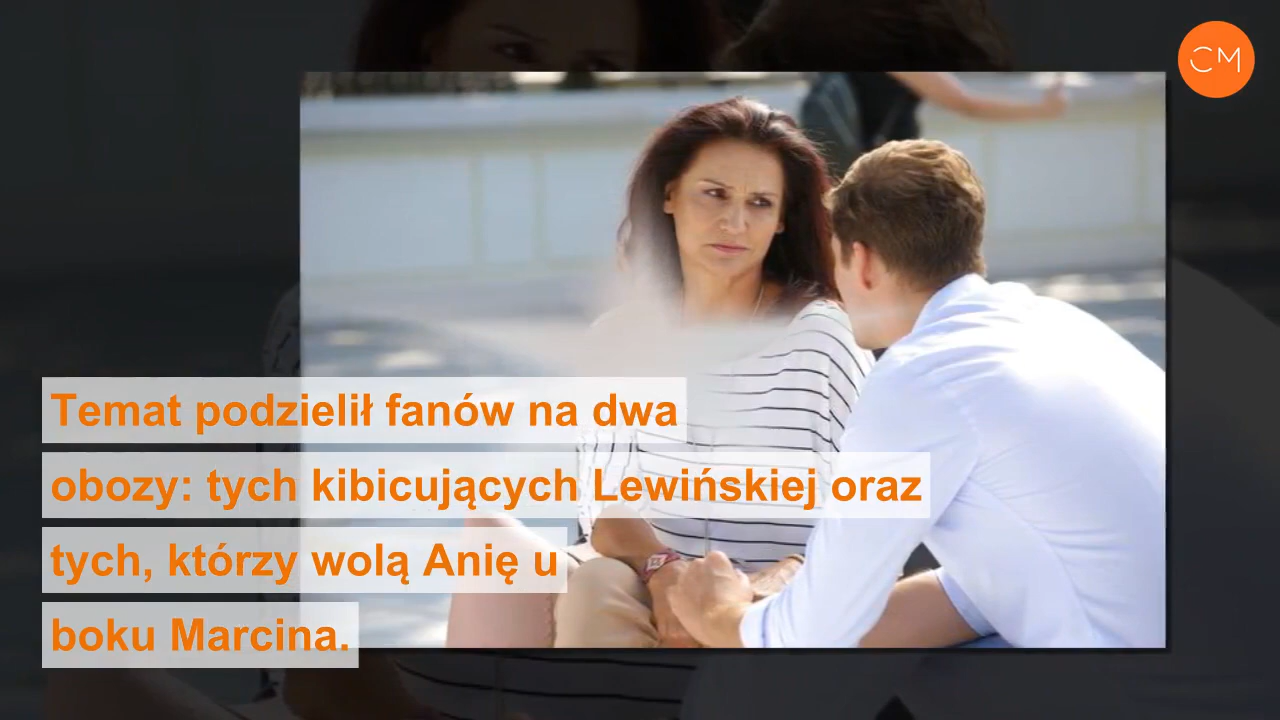 CM
Temat podzielił fanów na dwa
obozy: tych kibicujących Lewińskiej oraz
tych, którzy wolą Anię u
boku Marcina.